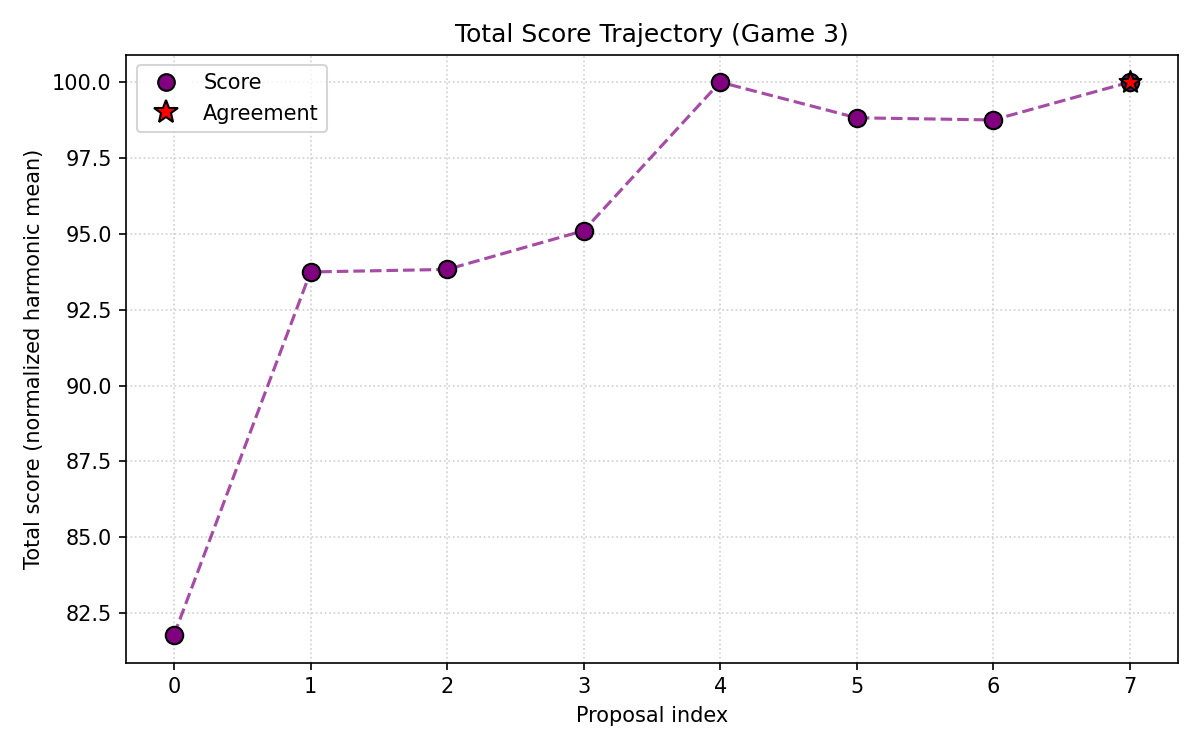 Total Score Trajectory (Game 3)
Score
Agreement
100.0
97.5
95.0
92.5
90.0
87.5
85.0
82.5
Total score (normalized harmonic mean)
0 1 2 3 4 5 6 7
Proposal index